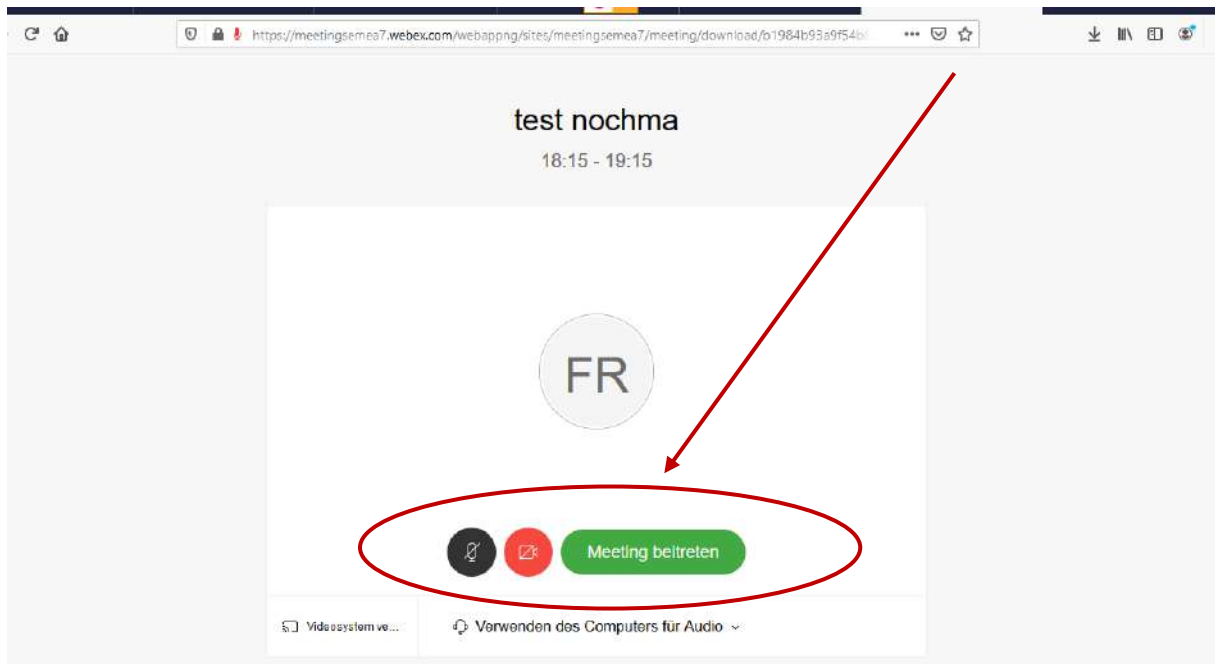 https://meetingsemea7.webex.com/webappng/sites/meetingsemea7/meeting/download/b1984b93a9f54b
test nochma
18:15 - 19:15
FR
Meeting beitreten
Videosystem ve...
Verwenden des Computers für Audio